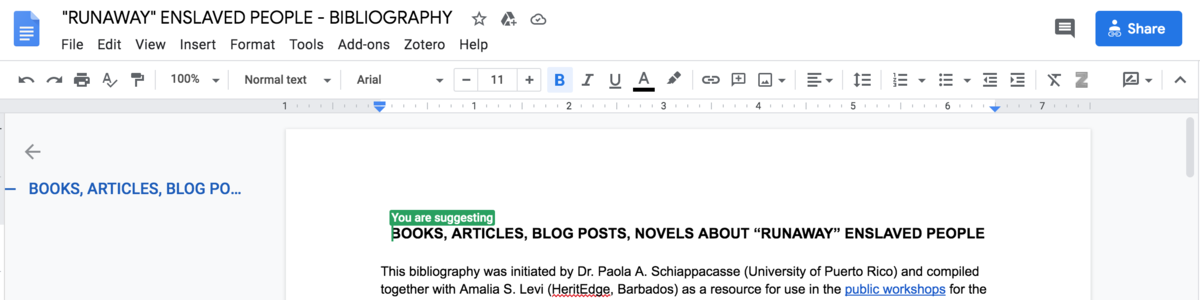 "RUNAWAY" ENSLAVED PEOPLE - BIBLIOGRAPHY
File Edit View Insert Format Tools Add-ons Zotero Help
Share
100% Normal text Arial 11 B I U A Z
1 1 2 3 4 5 6 7
BOOKS, ARTICLES, BLOG PO...
You are suggesting
BOOKS, ARTICLES, BLOG POSTS, NOVELS ABOUT “RUNAWAY” ENSLAVED PEOPLE
This bibliography was initiated by Dr. Paola A. Schiappacasse (University of Puerto Rico) and compiled
together with Amalia S. Levi (HeritEdge, Barbados) as a resource for use in the public workshops for the